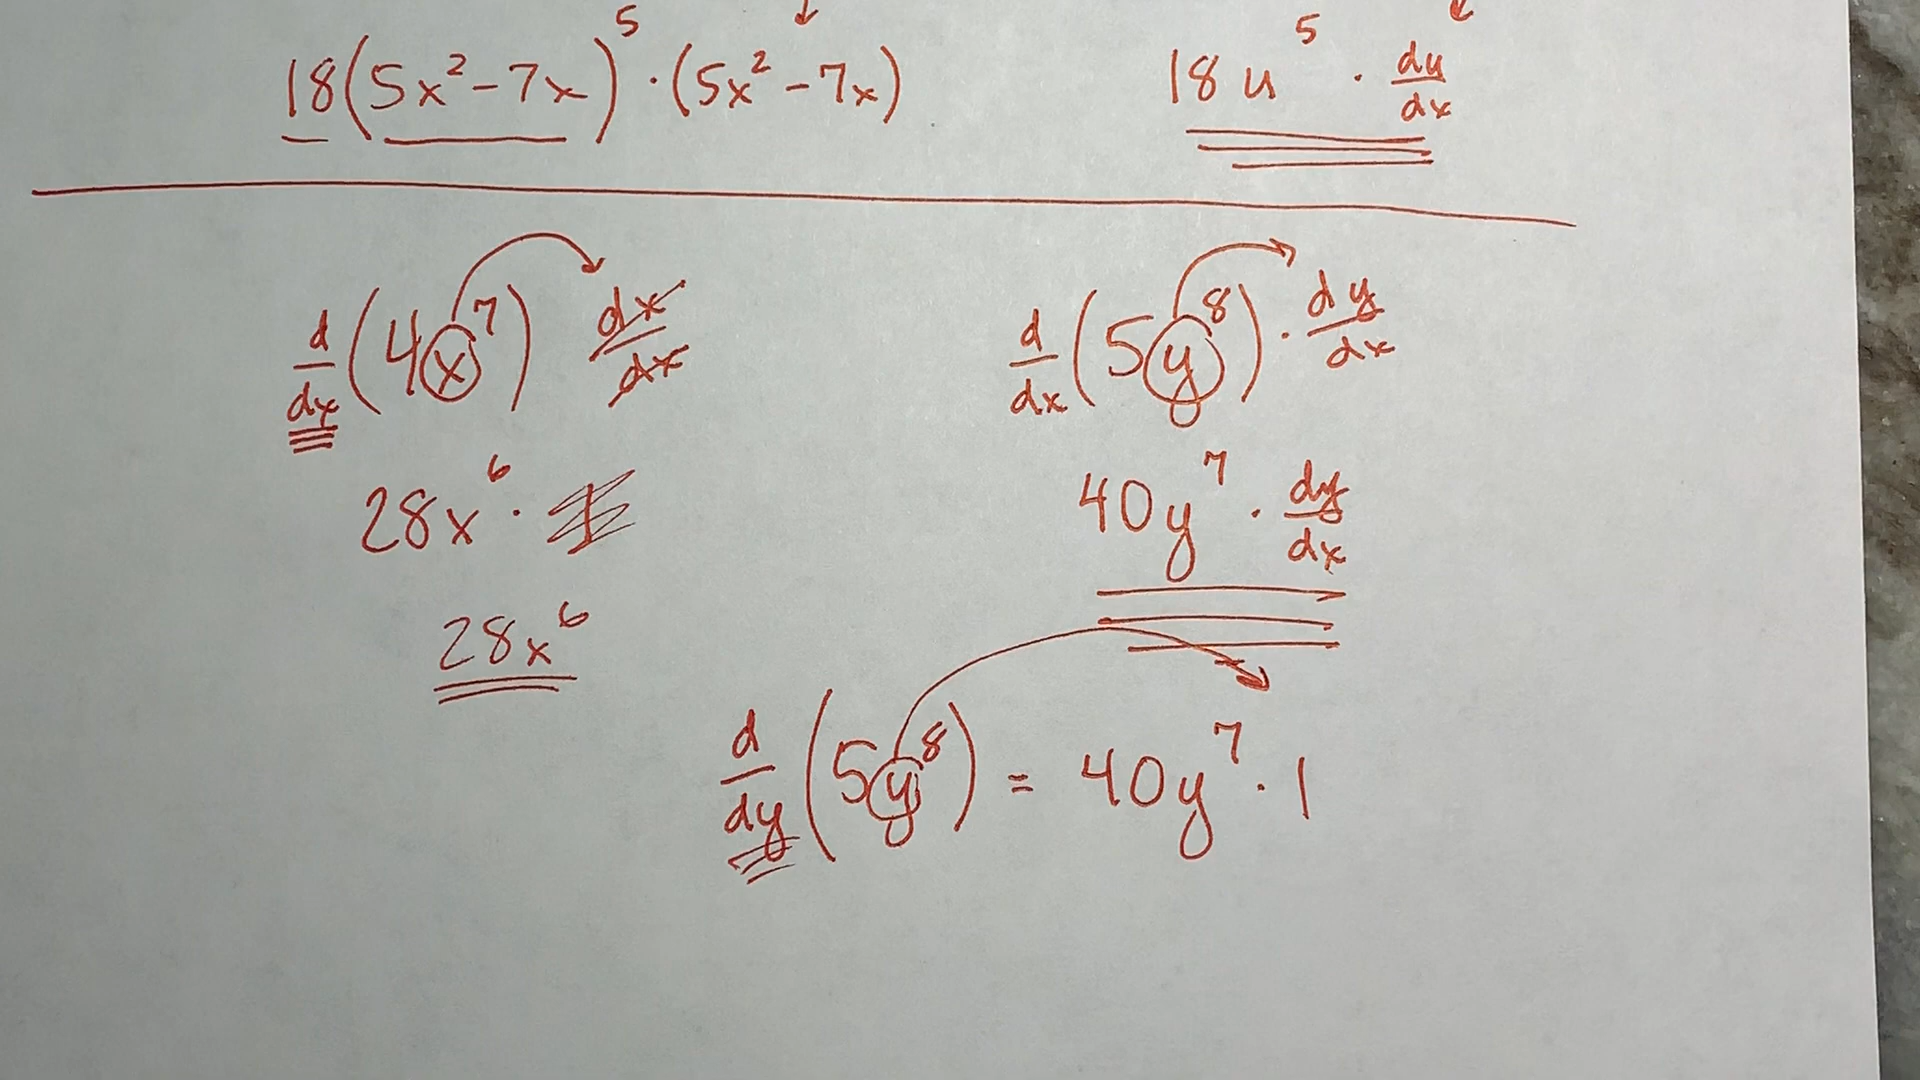 18(5x²-7x)⁵ · (5x²-7x)
18u⁵ · du/dx
d/dx (4x⁷) dx/dx
28x⁶ · 1
28x⁶
d/dx (5y⁸) · dy/dx
40y⁷ · dy/dx
d/dy (5y⁸) = 40y⁷ · 1